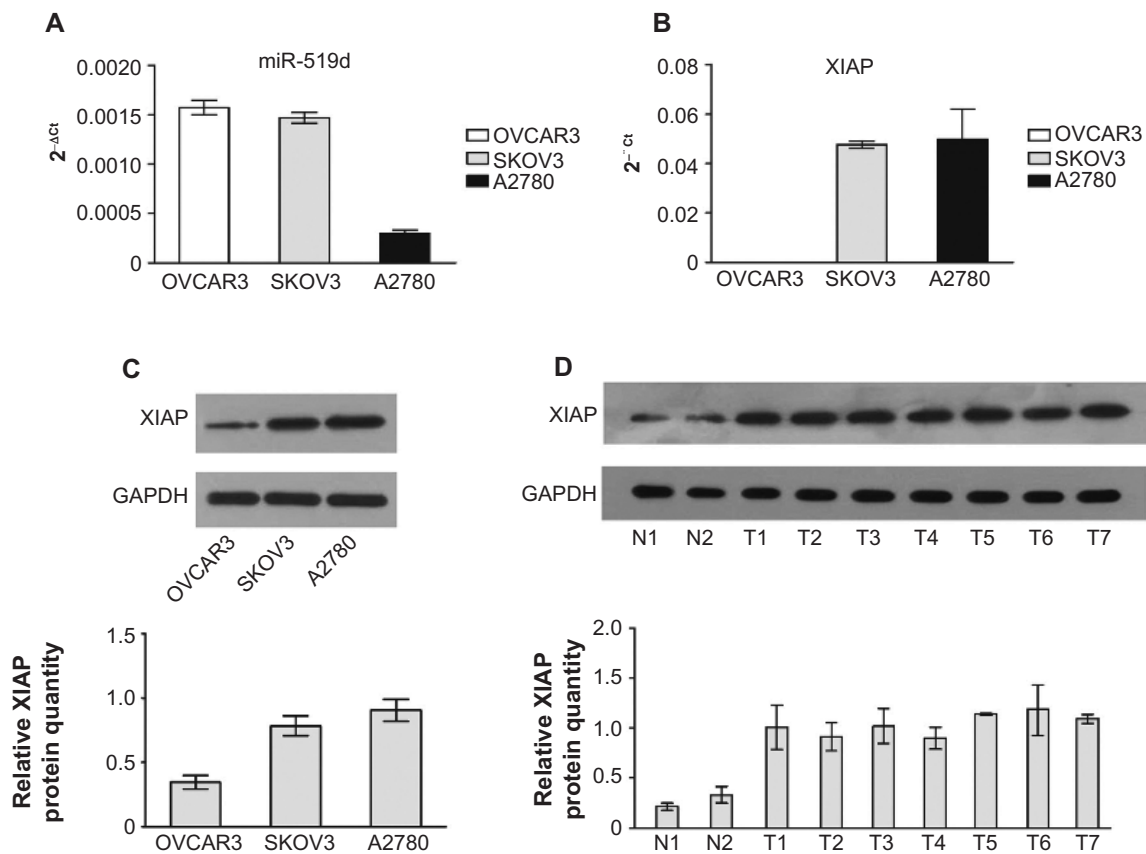 A
miR-519d
2⁻ΔCt
0.0020
0.0015
0.0010
0.0005
0
OVCAR3 SKOV3 A2780
OVCAR3
SKOV3
A2780
B
XIAP
2⁻⁻ Ct
0.08
0.06
0.04
0.02
0
OVCAR3 SKOV3 A2780
OVCAR3
SKOV3
A2780
C
XIAP
GAPDH
OVCAR3 SKOV3 A2780
Relative XIAP
protein quantity
1.5
1.0
0.5
0
OVCAR3 SKOV3 A2780
D
XIAP
GAPDH
N1 N2 T1 T2 T3 T4 T5 T6 T7
Relative XIAP
protein quantity
2.0
1.5
1.0
0.5
0
N1 N2 T1 T2 T3 T4 T5 T6 T7